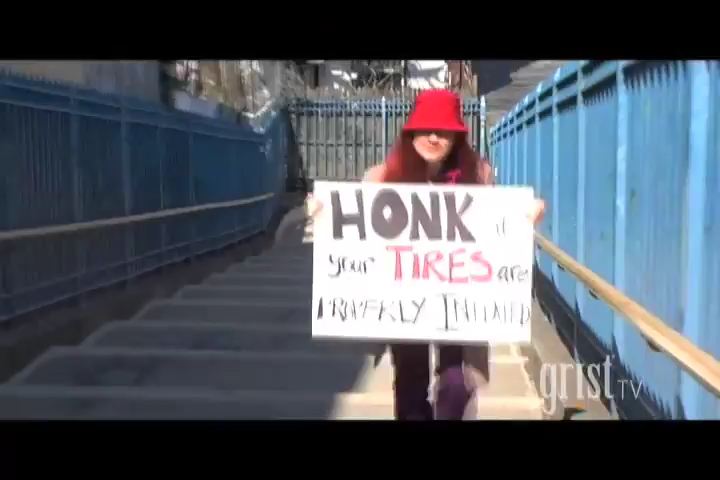 HONK if
your TIRES are
PROPERLY INFLATED
grist TV